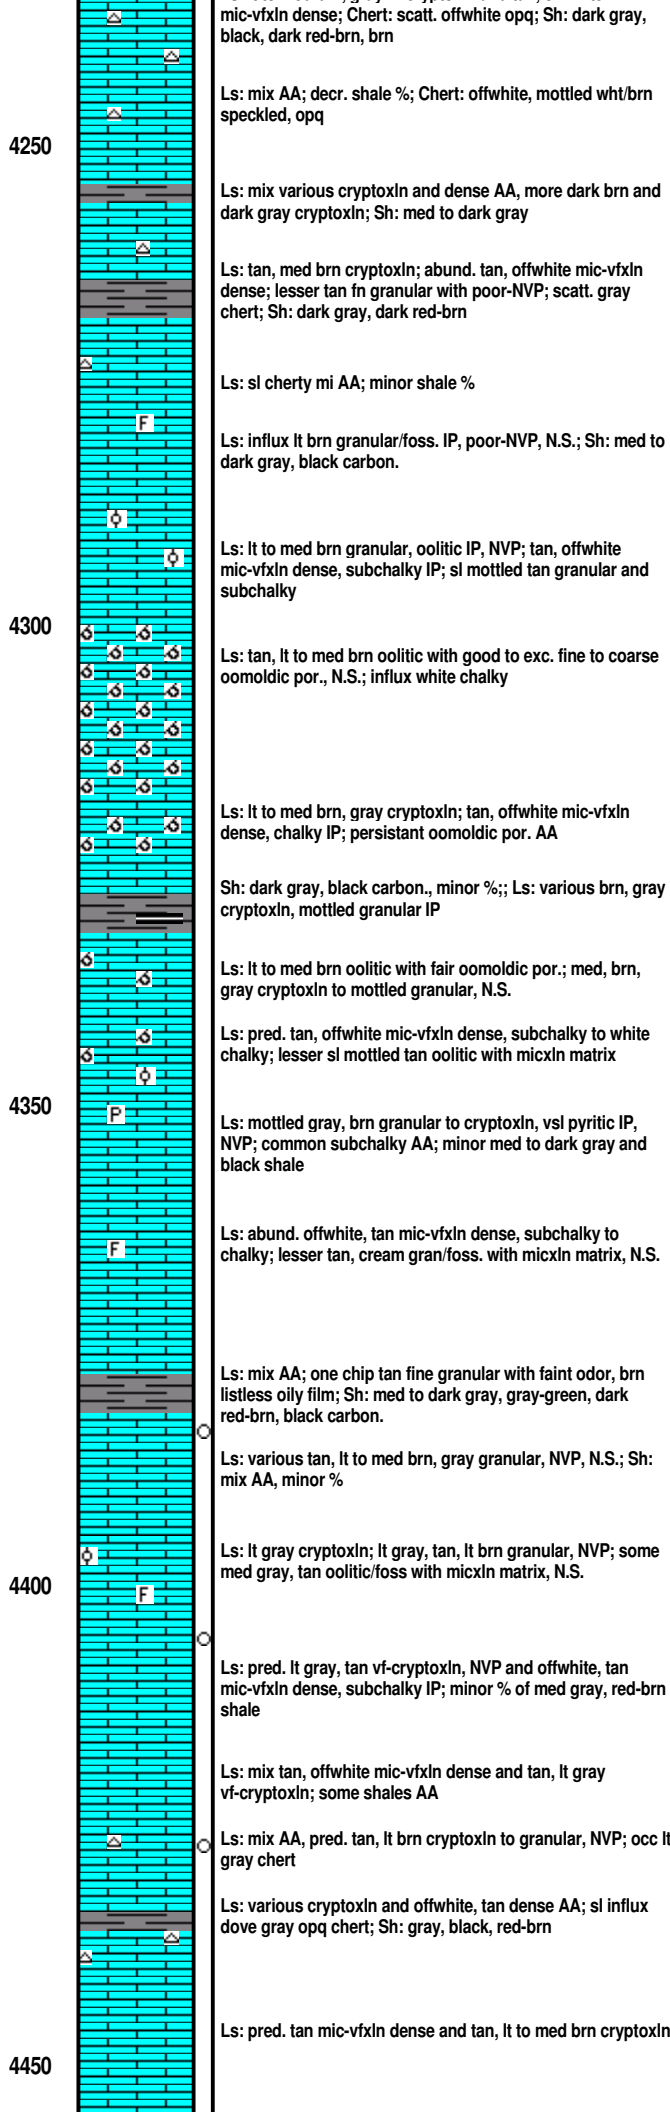 mic-vfxln dense; Chert: scatt. offwhite opq; Sh: dark gray,
black, dark red-brn, brn
Ls: mix AA; decr. shale %; Chert: offwhite, mottled wht/brn
speckled, opq
4250
Ls: mix various cryptoxln and dense AA, more dark brn and
dark gray cryptoxln; Sh: med to dark gray
Ls: tan, med brn cryptoxln; abund. tan, offwhite mic-vfxln
dense; lesser tan fn granular with poor-NVP; scatt. gray
chert; Sh: dark gray, dark red-brn
Ls: sl cherty mi AA; minor shale %
F
Ls: influx lt brn granular/foss. IP, poor-NVP, N.S.; Sh: med to
dark gray, black carbon.
Ls: lt to med brn granular, oolitic IP, NVP; tan, offwhite
mic-vfxln dense, subchalky IP; sl mottled tan granular and
subchalky
4300
Ls: tan, lt to med brn oolitic with good to exc. fine to coarse
oomoldic por., N.S.; influx white chalky
Ls: lt to med brn, gray cryptoxln; tan, offwhite mic-vfxln
dense, chalky IP; persistant oomoldic por. AA
Sh: dark gray, black carbon., minor %;; Ls: various brn, gray
cryptoxln, mottled granular IP
Ls: lt to med brn oolitic with fair oomoldic por.; med, brn,
gray cryptoxln to mottled granular, N.S.
Ls: pred. tan, offwhite mic-vfxln dense, subchalky to white
chalky; lesser sl mottled tan oolitic with micxln matrix
4350
P
Ls: mottled gray, brn granular to cryptoxln, vsl pyritic IP,
NVP; common subchalky AA; minor med to dark gray and
black shale
F
Ls: abund. offwhite, tan mic-vfxln dense, subchalky to
chalky; lesser tan, cream gran/foss. with micxln matrix, N.S.
Ls: mix AA; one chip tan fine granular with faint odor, brn
listless oily film; Sh: med to dark gray, gray-green, dark
red-brn, black carbon.
Ls: various tan, lt to med brn, gray granular, NVP, N.S.; Sh:
mix AA, minor %
Ls: lt gray cryptoxln; lt gray, tan, lt brn granular, NVP; some
med gray, tan oolitic/foss with micxln matrix, N.S.
4400
F
Ls: pred. lt gray, tan vf-cryptoxln, NVP and offwhite, tan
mic-vfxln dense, subchalky IP; minor % of med gray, red-brn
shale
Ls: mix tan, offwhite mic-vfxln dense and tan, lt gray
vf-cryptoxln; some shales AA
Ls: mix AA, pred. tan, lt brn cryptoxln to granular, NVP; occ lt
gray chert
Ls: various cryptoxln and offwhite, tan dense AA; sl influx
dove gray opq chert; Sh: gray, black, red-brn
Ls: pred. tan mic-vfxln dense and tan, lt to med brn cryptoxln
4450